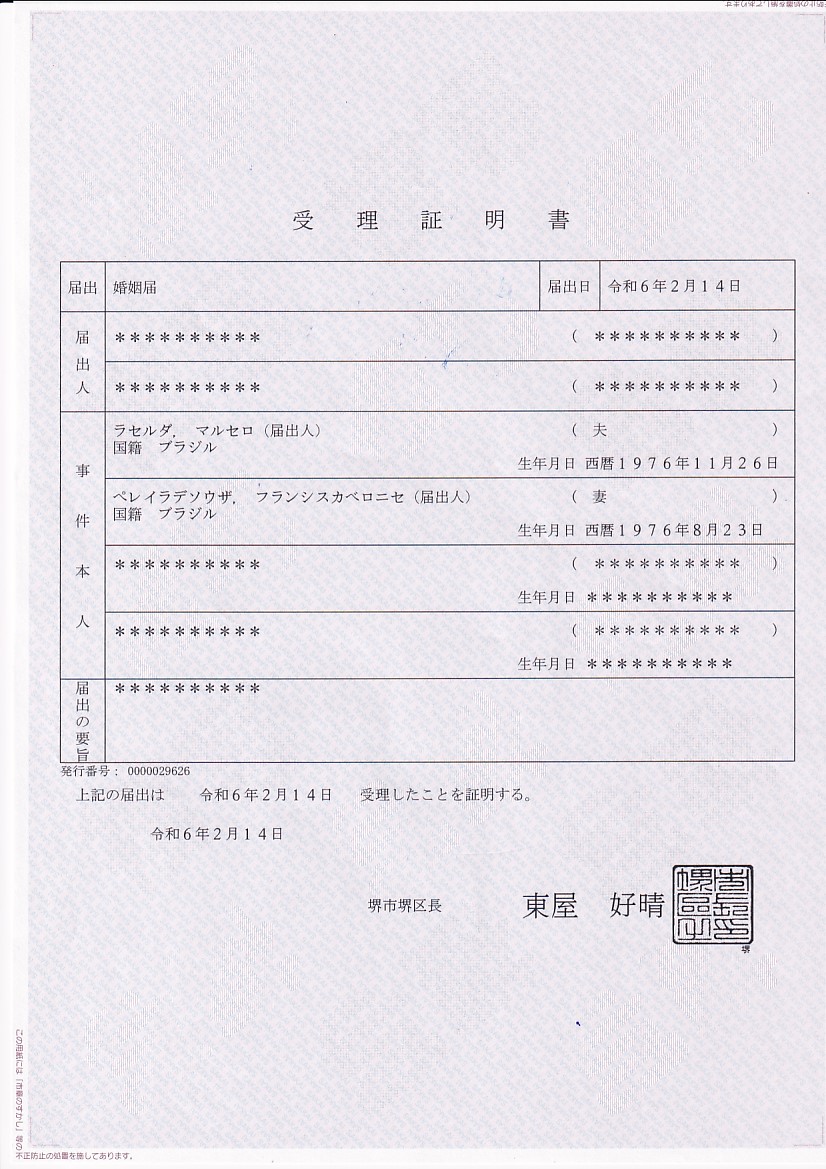 受理証明書
届出 婚姻届 届出日 令和6年2月14日
届出人 ＊＊＊＊＊＊＊＊＊＊ （ ＊＊＊＊＊＊＊＊＊＊ ）
＊＊＊＊＊＊＊＊＊＊ （ ＊＊＊＊＊＊＊＊＊＊ ）
事件本人
ラセルダ， マルセロ（届出人） （ 夫 ）
国籍 ブラジル
生年月日 西暦1976年11月26日
ペレイラデソウザ， フランシスカベロニセ（届出人） （ 妻 ）
国籍 ブラジル
生年月日 西暦1976年8月23日
＊＊＊＊＊＊＊＊＊＊ （ ＊＊＊＊＊＊＊＊＊＊ ）
生年月日 ＊＊＊＊＊＊＊＊＊＊
＊＊＊＊＊＊＊＊＊＊ （ ＊＊＊＊＊＊＊＊＊＊ ）
生年月日 ＊＊＊＊＊＊＊＊＊＊
届出の要旨 ＊＊＊＊＊＊＊＊＊＊
発行番号： 0000029626
上記の届出は 令和6年2月14日 受理したことを証明する。
令和6年2月14日
堺市堺区長 東屋 好晴
堺
この用紙には「市章のすかし」等の
不正防止の処置を施してあります。